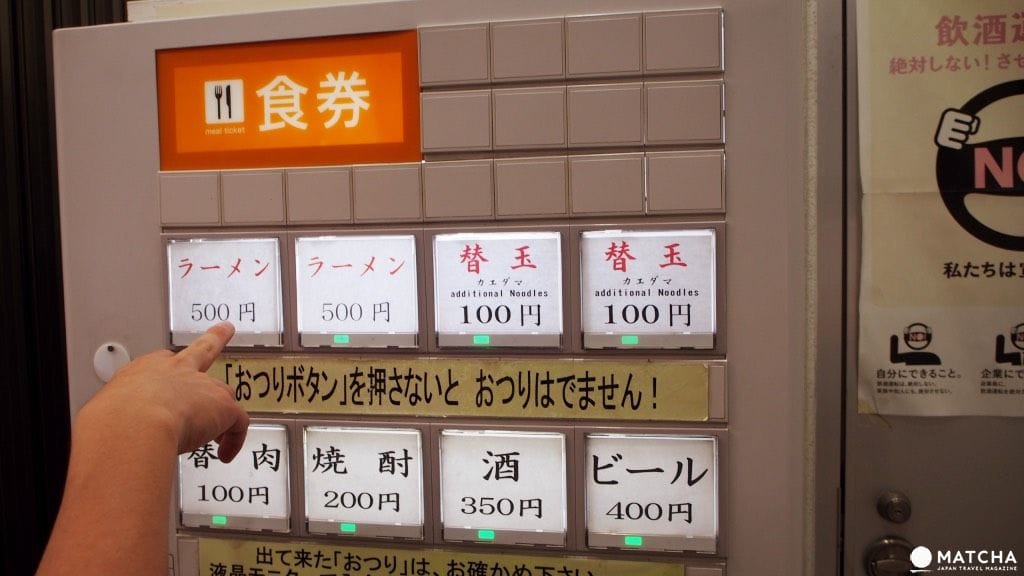 食券
meal ticket
ラーメン
500円
ラーメン
500円
替玉
カエダマ
additional Noodles
100円
替玉
カエダマ
additional Noodles
100円
「おつりボタン」を押さないと おつりはでません!
替肉
100円
焼酎
200円
酒
350円
ビール
400円
出て来た「おつり」は、お確かめ下さい
飲酒
絶対しない!させ
NO
私たちは
自分にできること。
企業にで
MATCHA
JAPAN TRAVEL MAGAZINE